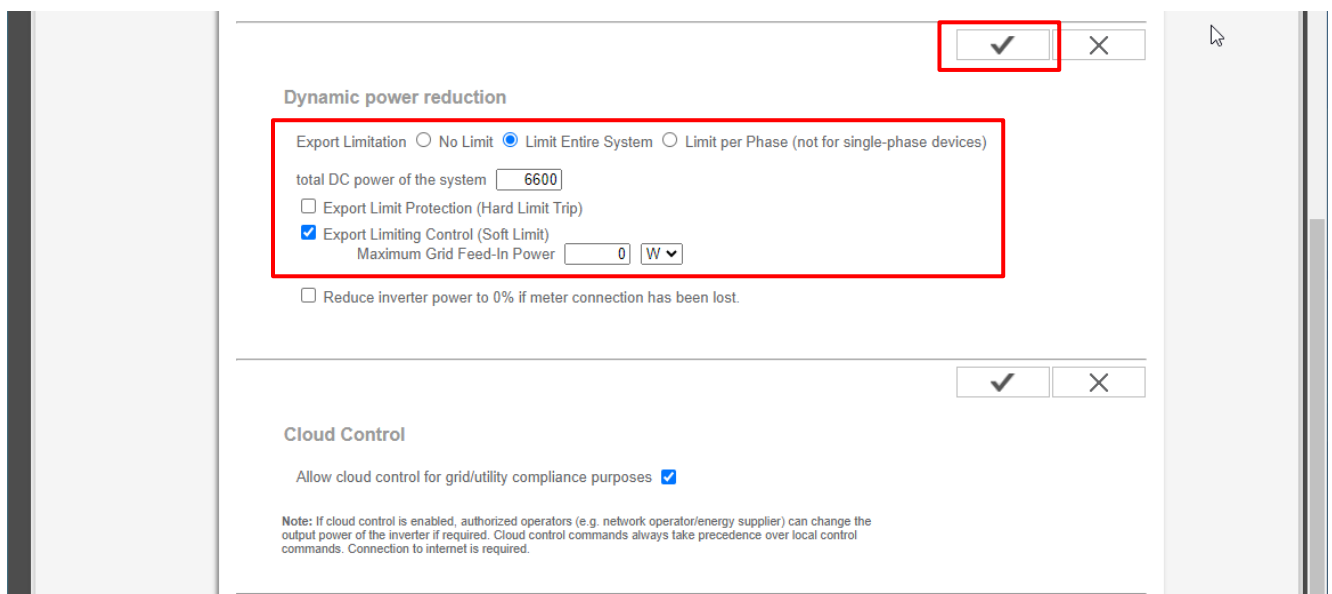 Dynamic power reduction
Export Limitation No Limit Limit Entire System Limit per Phase (not for single-phase devices)
total DC power of the system 6600
Export Limit Protection (Hard Limit Trip)
Export Limiting Control (Soft Limit)
Maximum Grid Feed-In Power 0 W
Reduce inverter power to 0% if meter connection has been lost.
Cloud Control
Allow cloud control for grid/utility compliance purposes
Note: If cloud control is enabled, authorized operators (e.g. network operator/energy supplier) can change the
output power of the inverter if required. Cloud control commands always take precedence over local control
commands. Connection to internet is required.